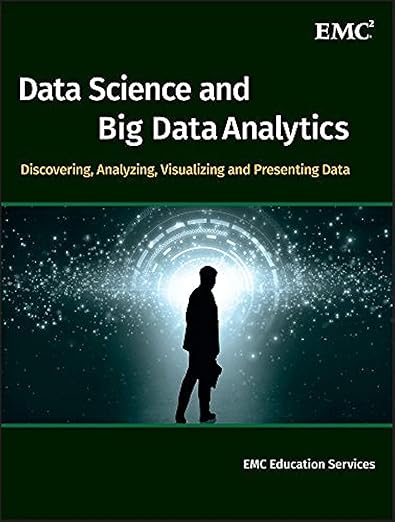 EMC²
Data Science and
Big Data Analytics
Discovering, Analyzing, Visualizing and Presenting Data
EMC Education Services